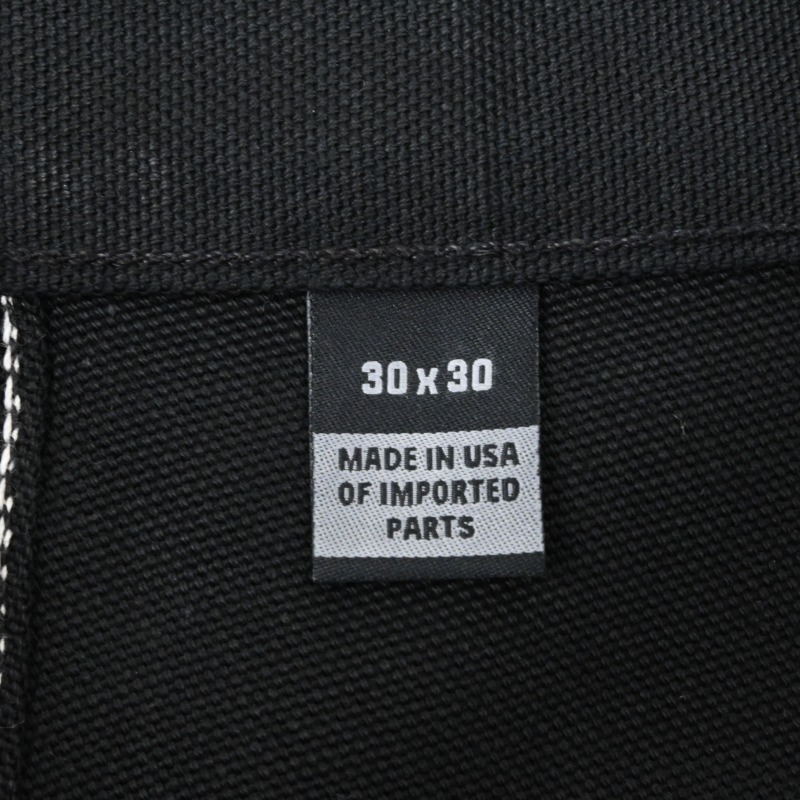 30 x 30
MADE IN USA
OF IMPORTED
PARTS